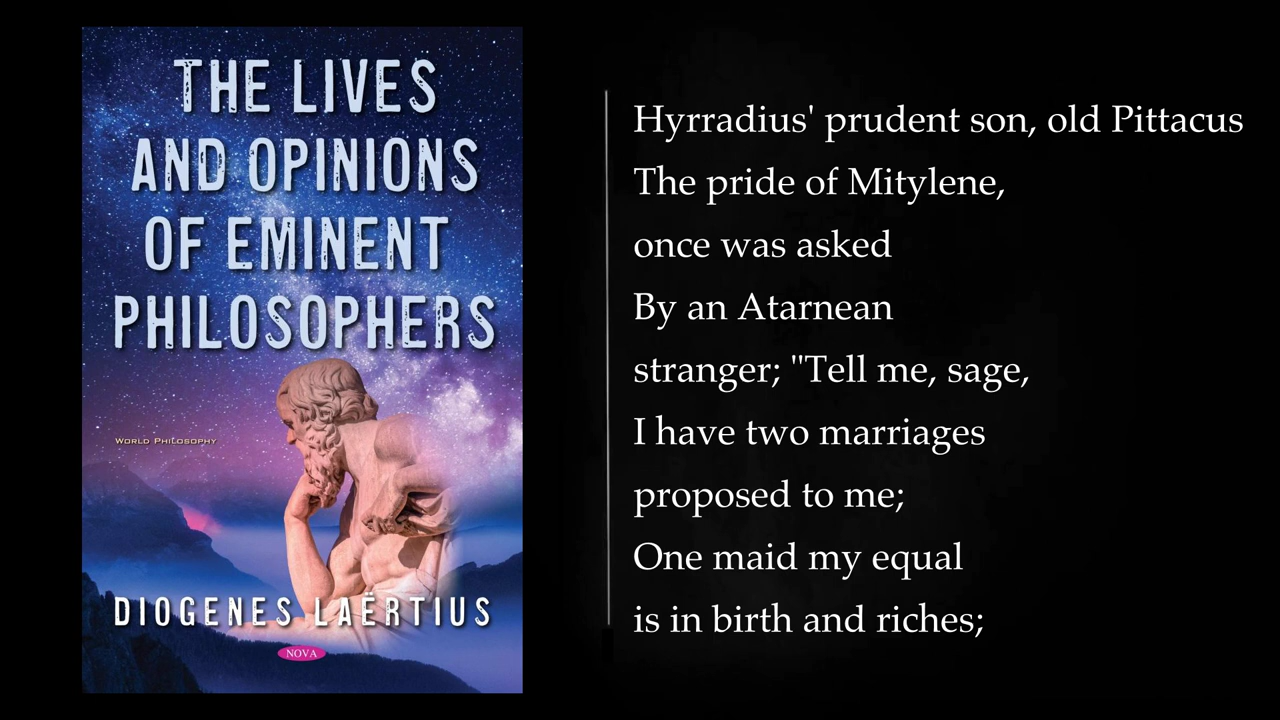 THE LIVES
AND OPINIONS
OF EMINENT
PHILOSOPHERS
WORLD PHILOSOPHY
DIOGENES LAËRTIUS
NOVA
Hyrradius' prudent son, old Pittacus
The pride of Mitylene,
once was asked
By an Atarnean
stranger; "Tell me, sage,
I have two marriages
proposed to me;
One maid my equal
is in birth and riches;